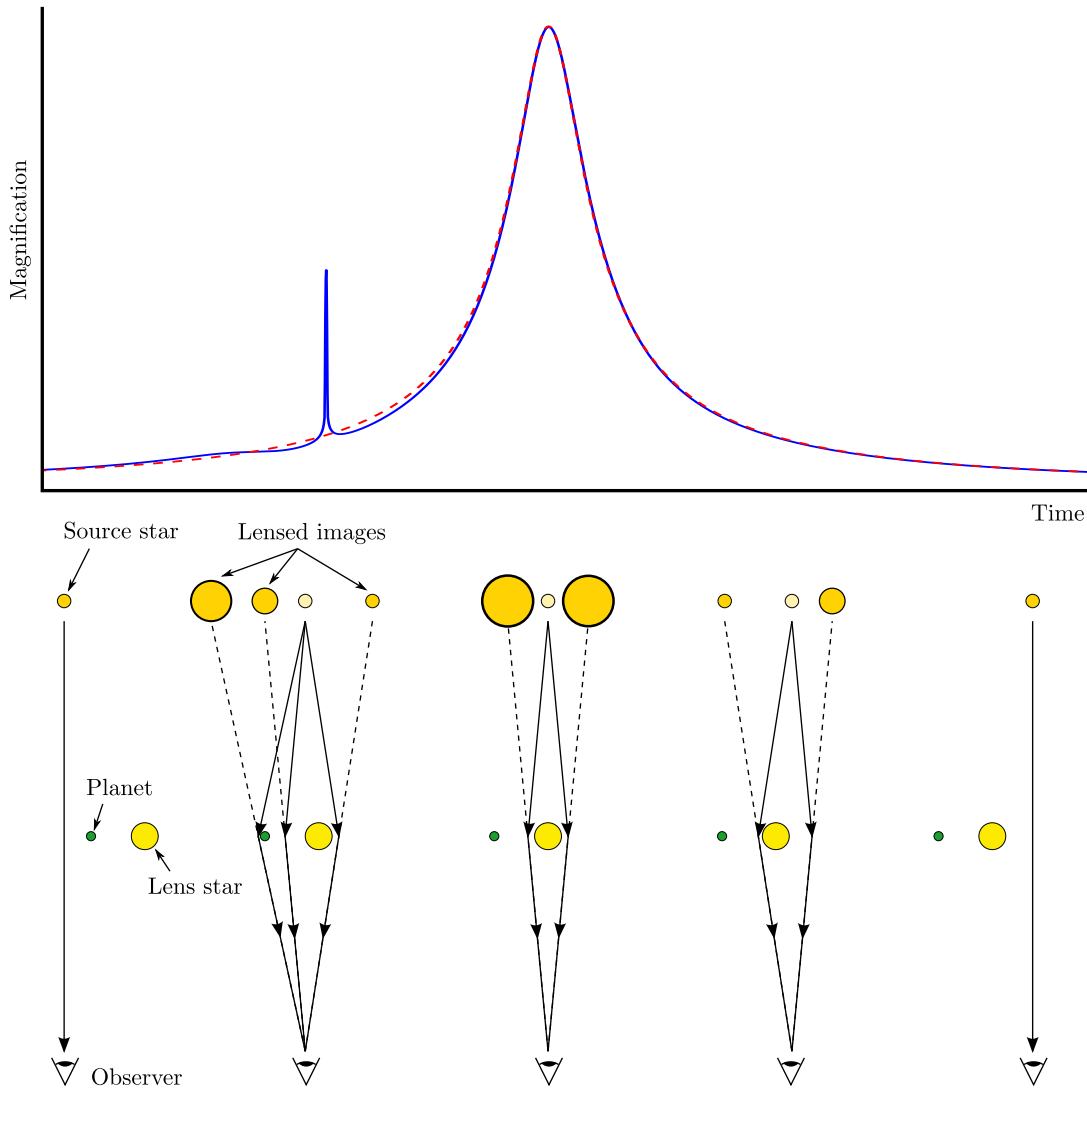 Magnification
Time
Source star
Lensed images
Planet
Lens star
Observer